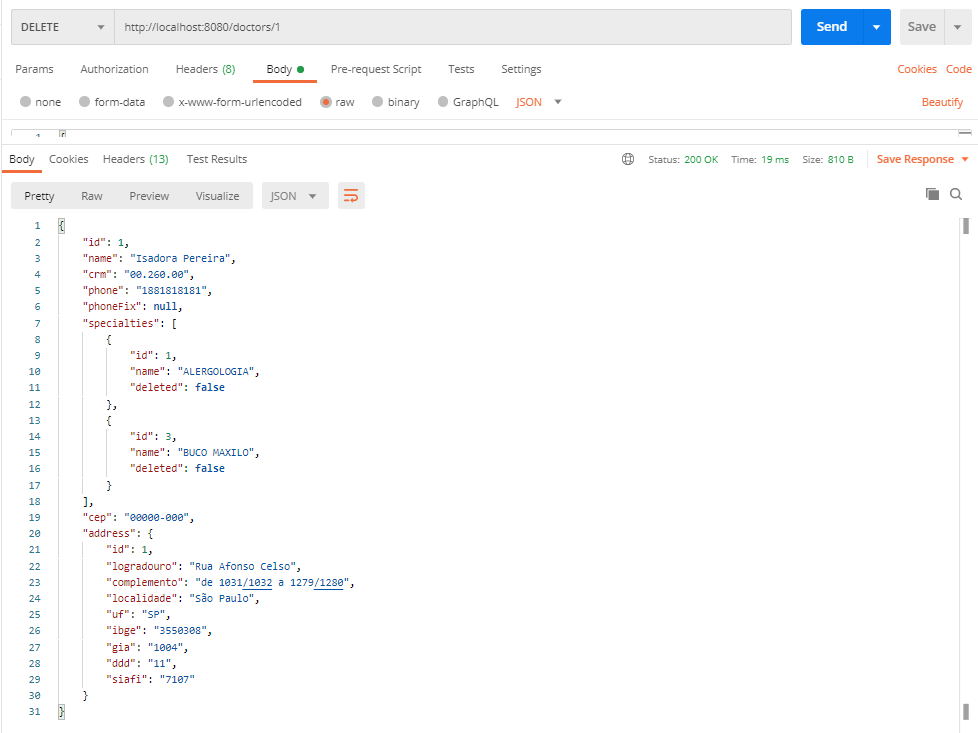 DELETE http://localhost:8080/doctors/1 Send Save
Params Authorization Headers (8) Body Pre-request Script Tests Settings Cookies Code
none form-data x-www-form-urlencoded raw binary GraphQL JSON Beautify
Body Cookies Headers (13) Test Results Status: 200 OK Time: 19 ms Size: 810 B Save Response
Pretty Raw Preview Visualize JSON
1 {
2 "id": 1,
3 "name": "Isadora Pereira",
4 "crm": "00.260.00",
5 "phone": "1881818181",
6 "phoneFix": null,
7 "specialties": [
8 {
9 "id": 1,
10 "name": "ALERGOLOGIA",
11 "deleted": false
12 },
13 {
14 "id": 3,
15 "name": "BUCO MAXILO",
16 "deleted": false
17 }
18 ],
19 "cep": "00000-000",
20 "address": {
21 "id": 1,
22 "logradouro": "Rua Afonso Celso",
23 "complemento": "de 1031/1032 a 1279/1280",
24 "localidade": "São Paulo",
25 "uf": "SP",
26 "ibge": "3550308",
27 "gia": "1004",
28 "ddd": "11",
29 "siafi": "7107"
30 }
31 }